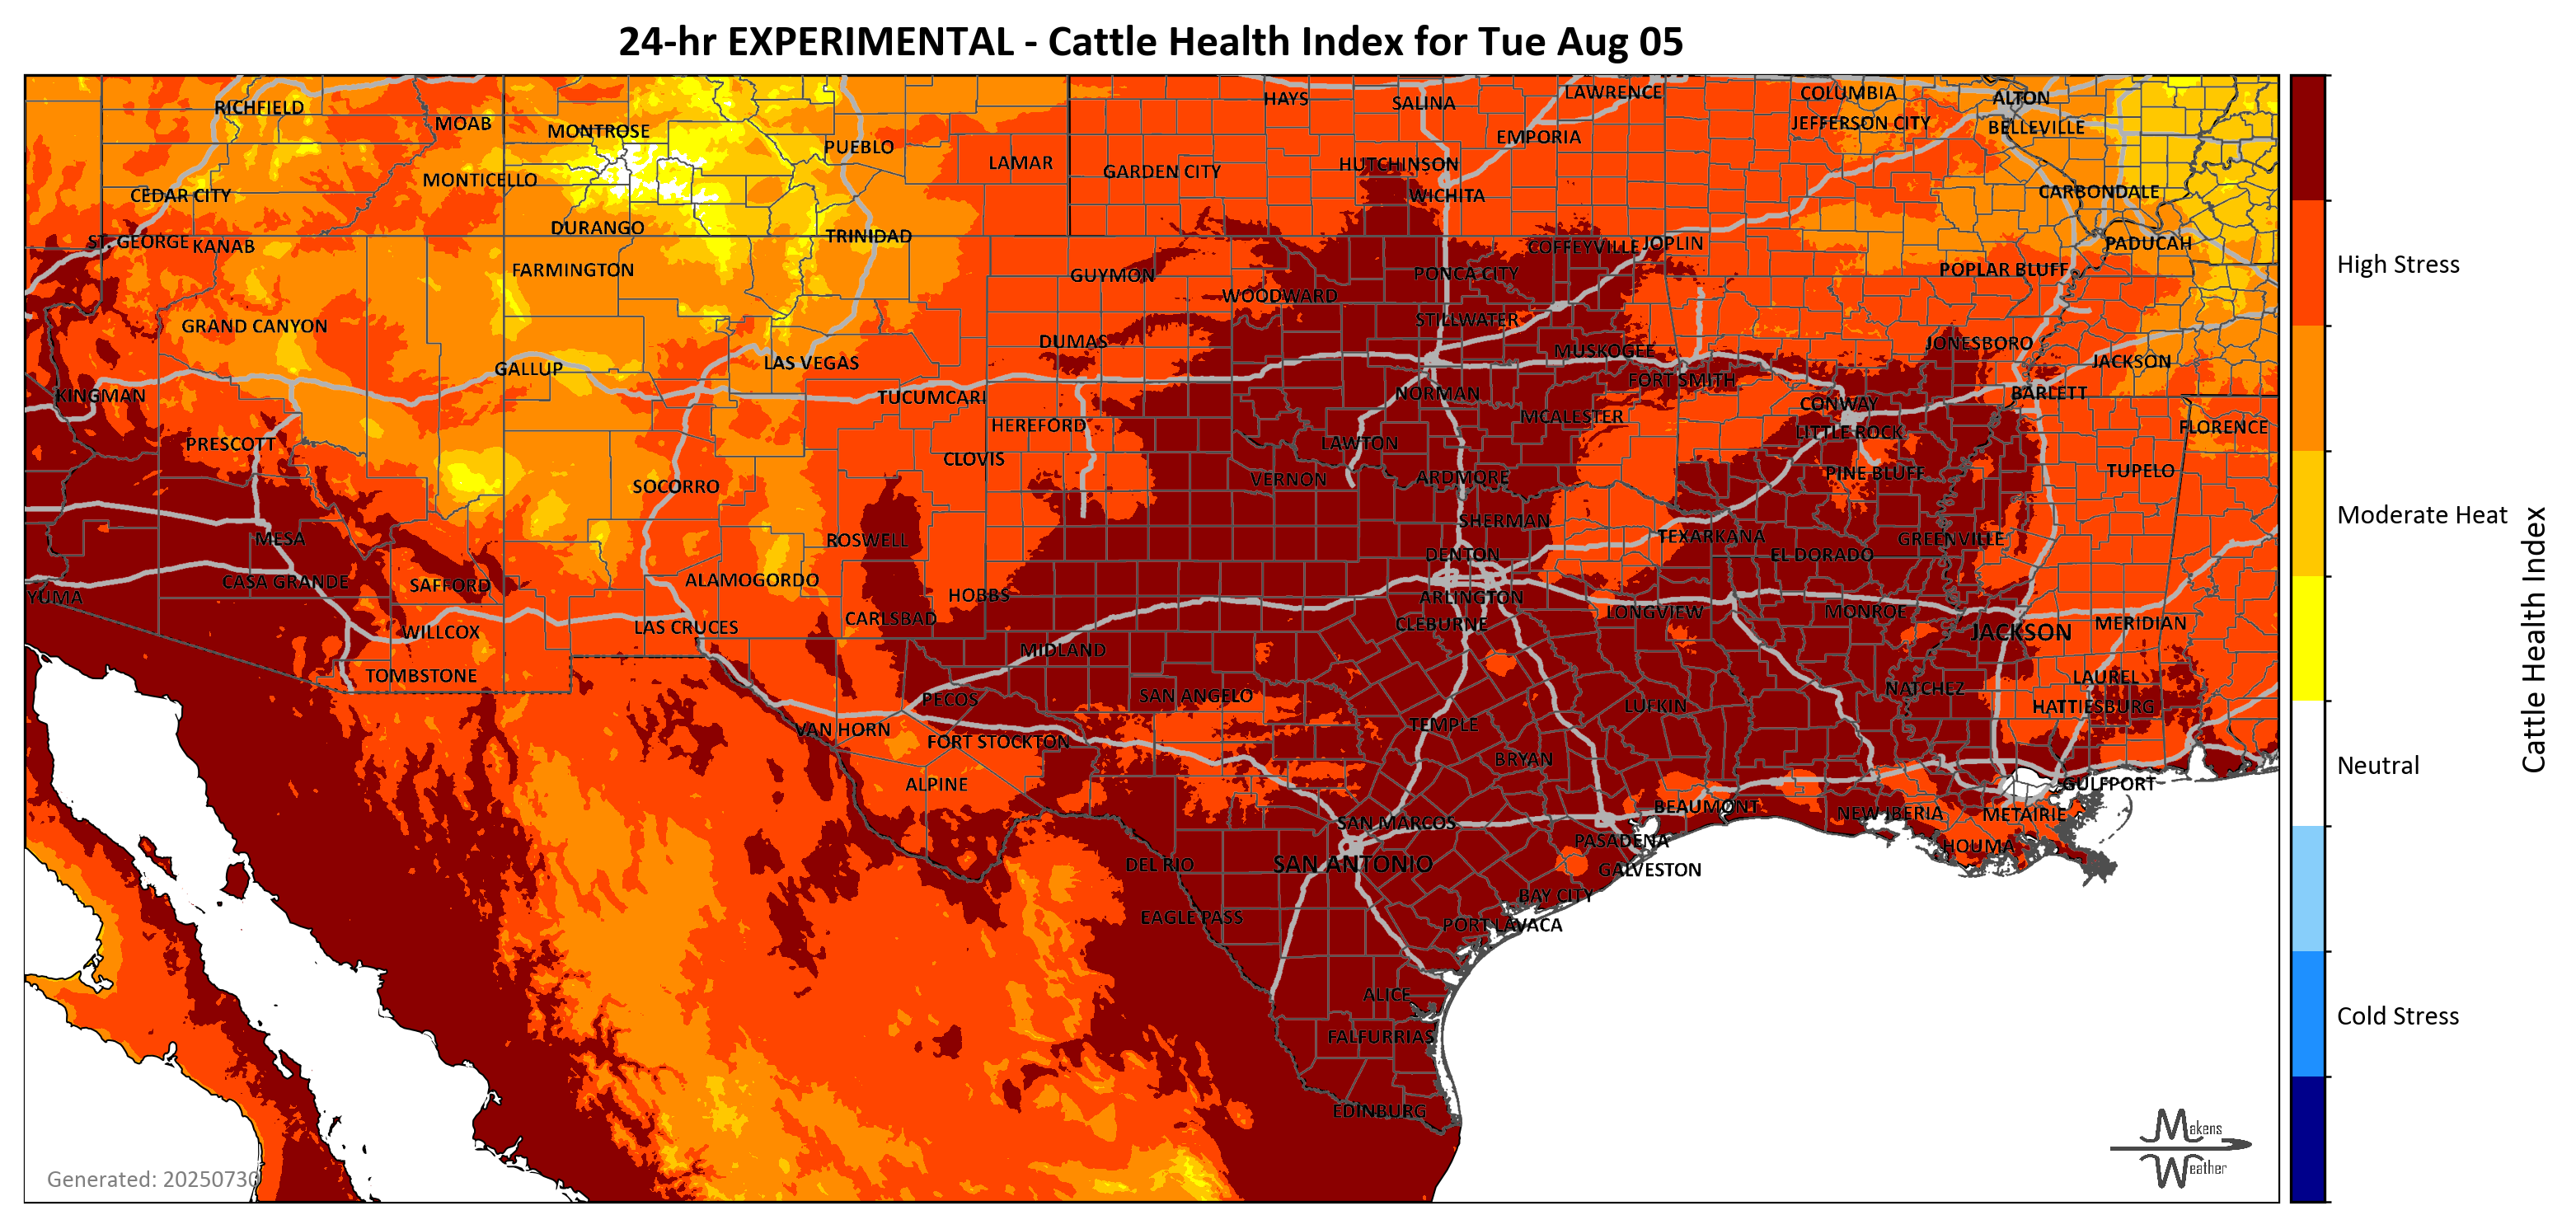 24-hr EXPERIMENTAL - Cattle Health Index for Tue Aug 05
RICHFIELD
MOAB
MONTROSE
PUEBLO
LAMAR
HAYS
SALINA
LAWRENCE
COLUMBIA
ALTON
JEFFERSON CITY
BELLEVILLE
EMPORIA
GARDEN CITY
HUTCHINSON
WICHITA
CEDAR CITY
MONTICELLO
CARBONDALE
DURANGO
TRINIDAD
ST. GEORGE
KANAB
COFFEYVILLE
JOPLIN
PADUCAH
FARMINGTON
GUYMON
PONCA CITY
POPLAR BLUFF
High Stress
WOODWARD
STILLWATER
GRAND CANYON
DUMAS
MUSKOGEE
JONESBORO
LAS VEGAS
JACKSON
GALLUP
FORT SMITH
KINGMAN
TUCUMCARI
NORMAN
BARLETT
CONWAY
MCALESTER
HEREFORD
FLORENCE
PRESCOTT
LAWTON
LITTLE ROCK
CLOVIS
TUPELO
PINE BLUFF
VERNON
ARDMORE
SOCORRO
SHERMAN
Moderate Heat
MESA
ROSWELL
TEXARKANA
GREENVILLE
DENTON
EL DORADO
CASA GRANDE
SAFFORD
ALAMOGORDO
YUMA
HOBBS
ARLINGTON
LONGVIEW
MONROE
CARLSBAD
CLEBURNE
LAS CRUCES
WILLCOX
JACKSON
MERIDIAN
MIDLAND
TOMBSTONE
LAUREL
PECOS
SAN ANGELO
NATCHEZ
LUFKIN
HATTIESBURG
TEMPLE
VAN HORN
FORT STOCKTON
BRYAN
Neutral
ALPINE
GULFPORT
BEAUMONT
NEW IBERIA
METAIRIE
SAN MARCOS
PASADENA
HOUMA
DEL RIO
SAN ANTONIO
GALVESTON
BAY CITY
EAGLE PASS
PORT LAVACA
ALICE
Cold Stress
FALFURRIAS
EDINBURG
Cattle Health Index
Makens
Weather
Generated: 20250730